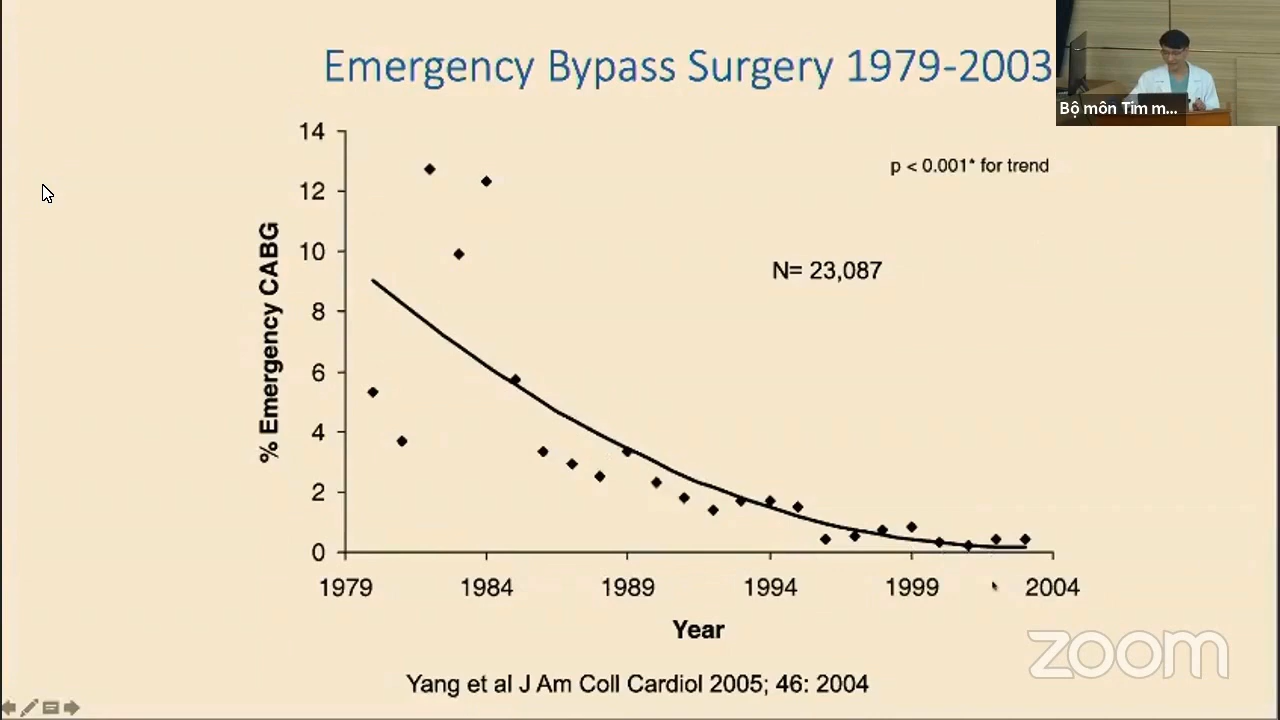 Emergency Bypass Surgery 1979-2003
Bộ môn Tim m...
14
12
10
8
6
4
2
0
% Emergency CABG
p < 0.001* for trend
N= 23,087
1979
1984
1989
1994
1999
2004
Year
zoom
Yang et al J Am Coll Cardiol 2005; 46: 2004